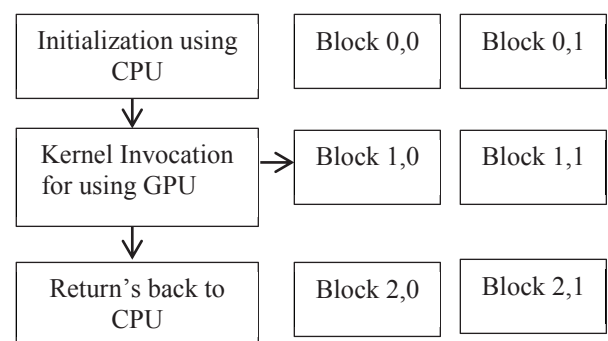 Initialization using
CPU
Block 0,0
Block 0,1
Kernel Invocation
for using GPU
Block 1,0
Block 1,1
Return's back to
CPU
Block 2,0
Block 2,1